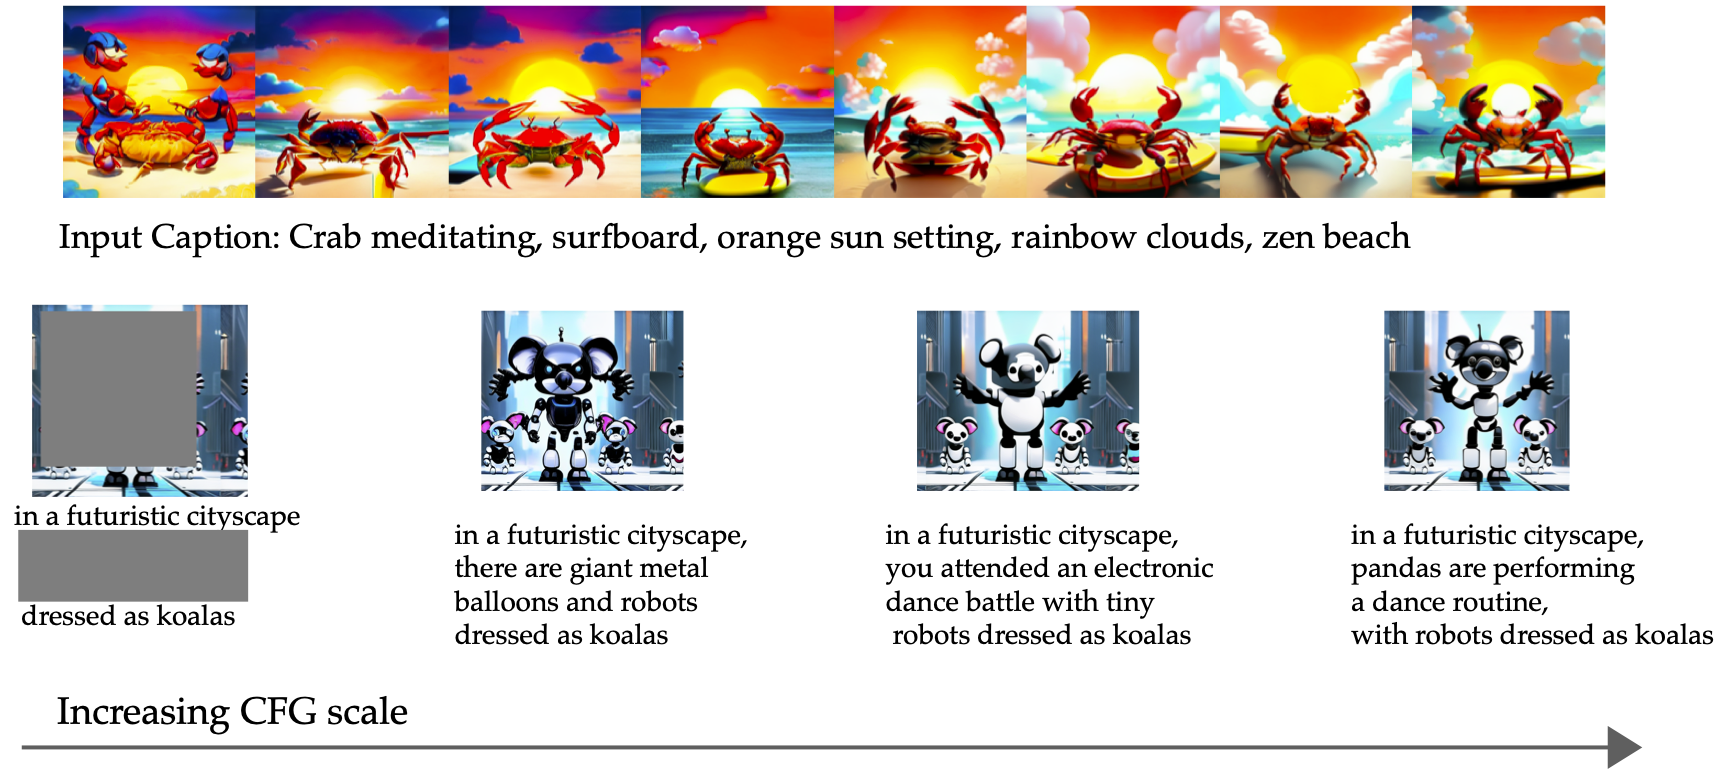 Input Caption: Crab meditating, surfboard, orange sun setting, rainbow clouds, zen beach
in a futuristic cityscape
dressed as koalas
in a futuristic cityscape,
there are giant metal
balloons and robots
dressed as koalas
in a futuristic cityscape,
you attended an electronic
dance battle with tiny
robots dressed as koalas
in a futuristic cityscape,
pandas are performing
a dance routine,
with robots dressed as koalas
Increasing CFG scale